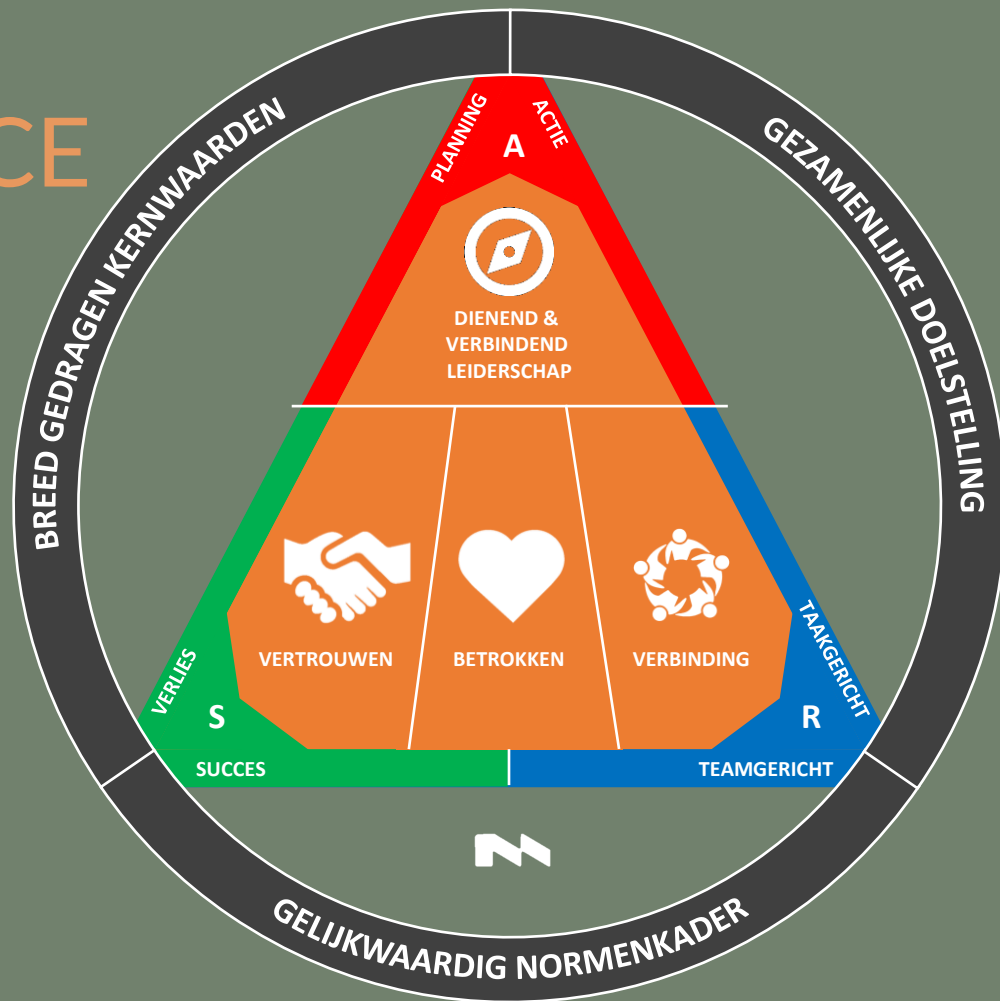 CE
BREED GEDRAGEN KERNWAARDEN
GEZAMENLIJKE DOELSTELLING
PLANNING
ACTIE
A
DIENEND &
VERBINDEND
LEIDERSCHAP
VERTROUWEN
BETROKKEN
VERBINDING
VERLIES
TAAKGERICHT
S
R
SUCCES
TEAMGERICHT
GELIJKWAARDIG NORMENKADER